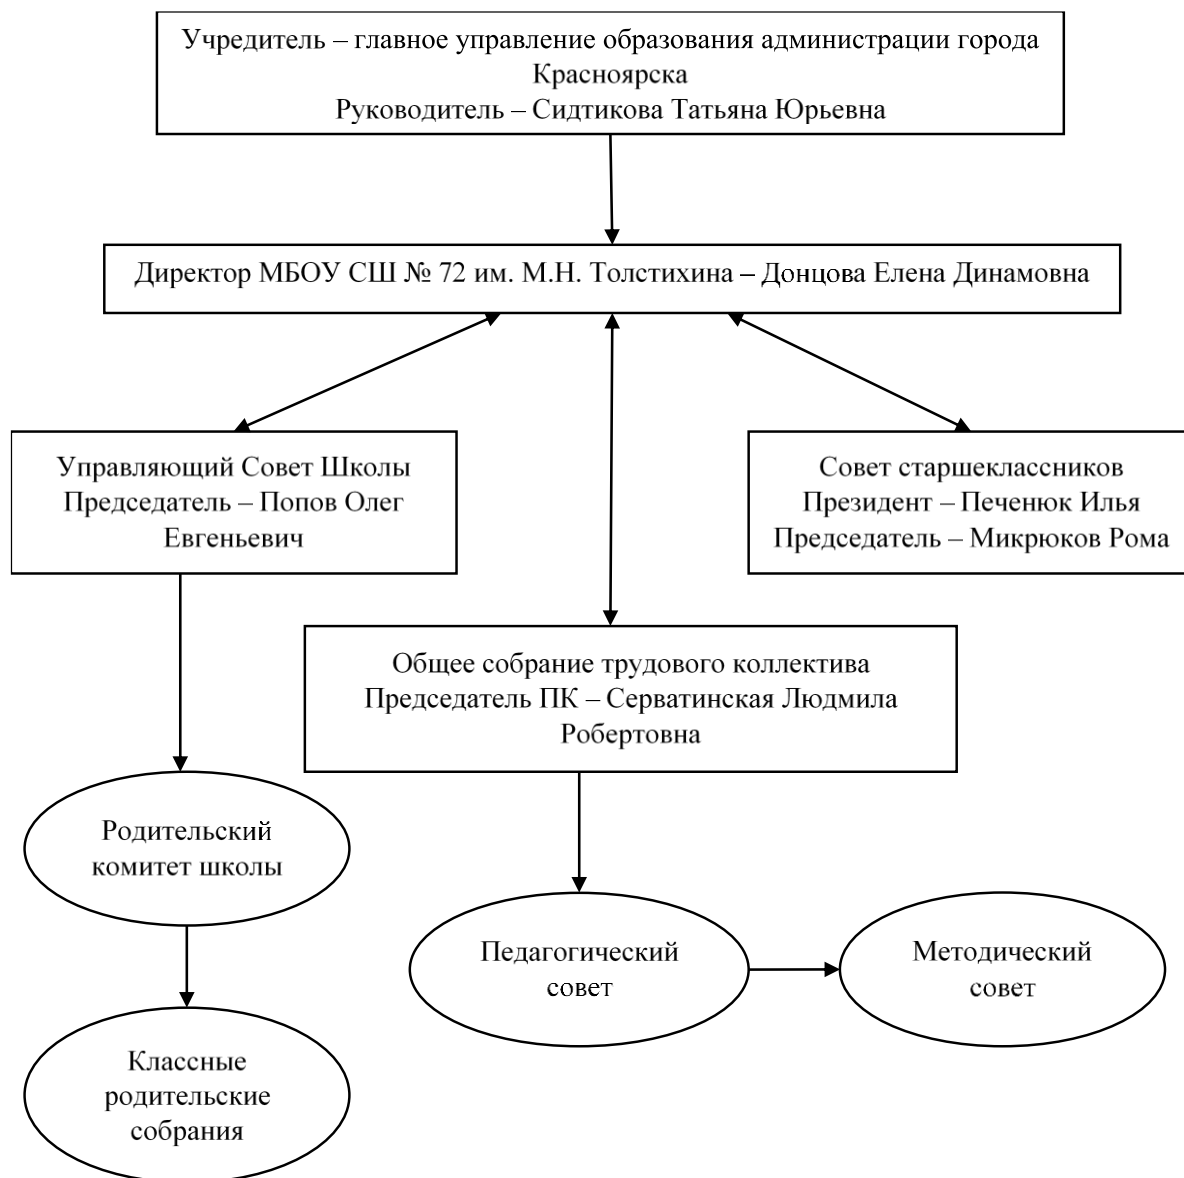 Учредитель – главное управление образования администрации города
Красноярска
Руководитель – Сидтикова Татьяна Юрьевна
Директор МБОУ СШ № 72 им. М.Н. Толстихина – Донцова Елена Динамовна
Управляющий Совет Школы
Председатель – Попов Олег
Евгеньевич
Совет старшеклассников
Президент – Печенюк Илья
Председатель – Микрюков Рома
Общее собрание трудового коллектива
Председатель ПК – Серватинская Людмила
Робертовна
Родительский
комитет школы
Педагогический
совет
Методический
совет
Классные
родительские
собрания